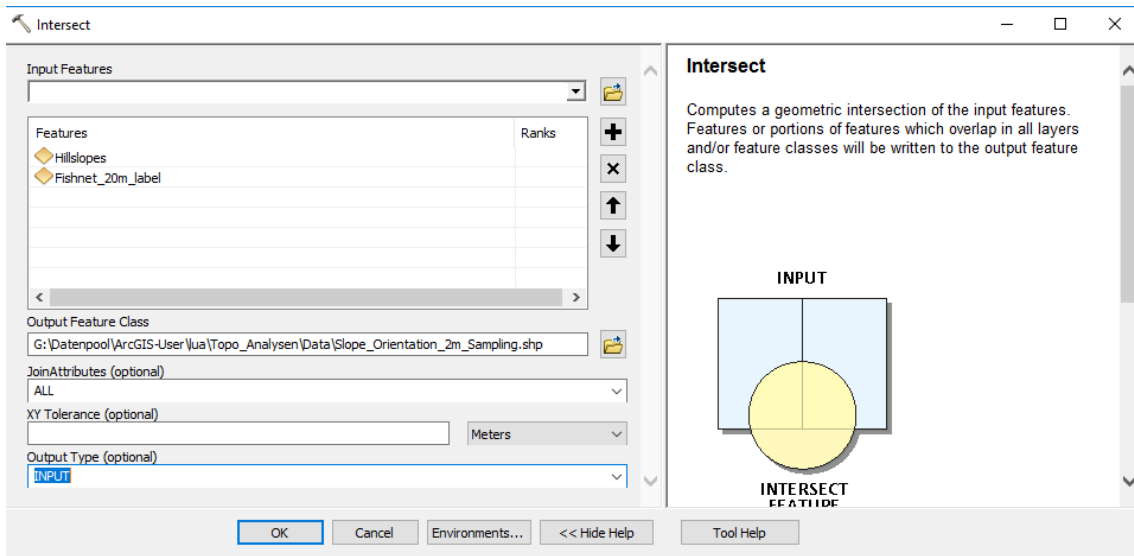 Intersect
Input Features
Features Ranks
Hillslopes
Fishnet_20m_label
Output Feature Class
G:\Datenpool\ArcGIS-User\lua\Topo_Analysen\Data\Slope_Orientation_2m_Sampling.shp
JoinAttributes (optional)
ALL
XY Tolerance (optional)
Meters
Output Type (optional)
INPUT
Intersect
Computes a geometric intersection of the input features.
Features or portions of features which overlap in all layers
and/or feature classes will be written to the output feature
class.
INPUT
INTERSECT
FEATURE
OK Cancel Environments... << Hide Help Tool Help